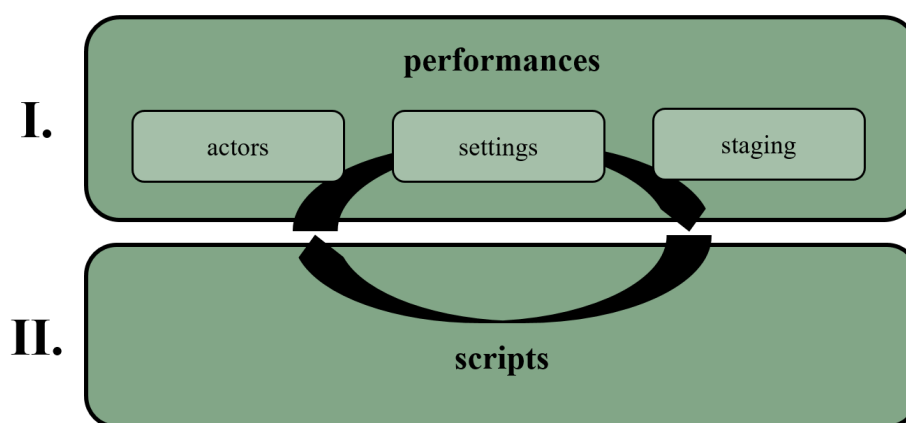 performances
I.
actors settings staging
II.
scripts